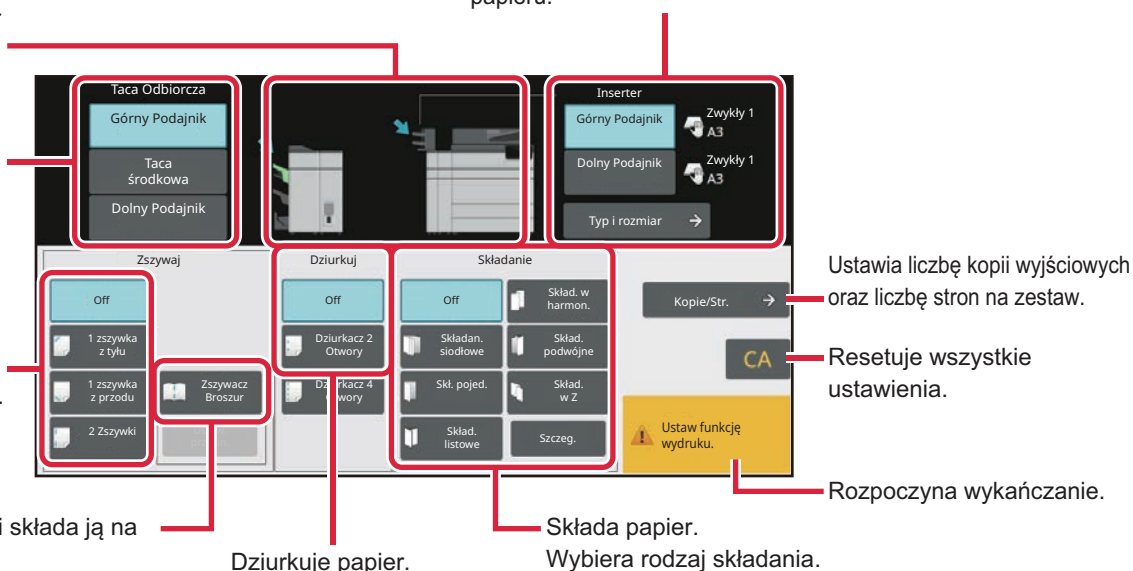 papieru.
Taca Odbiorcza
Górny Podajnik
Taca
środkowa
Dolny Podajnik
Inserter
Górny Podajnik
Zwykły 1
A3
Dolny Podajnik
Zwykły 1
A3
Typ i rozmiar
Zszywaj
Off
1 zszywka
z tyłu
1 zszywka
z przodu
2 Zszywki
Zszywacz
Broszur
Dziurkuj
Off
Dziurkacz 2
Otwory
Składanie
Off
Skład. w
harmon.
Składan.
siodłowe
Skład.
podwójne
Skł. pojed.
Skład.
w Z
Skład.
listowe
Szczeg.
Kopie/Str.
CA
Ustaw funkcję
wydruku.
Ustawia liczbę kopii wyjściowych
oraz liczbę stron na zestaw.
Resetuje wszystkie
ustawienia.
Rozpoczyna wykańczanie.
i składa ją na
Dziurkuje papier.
Składa papier.
Wybiera rodzaj składania.